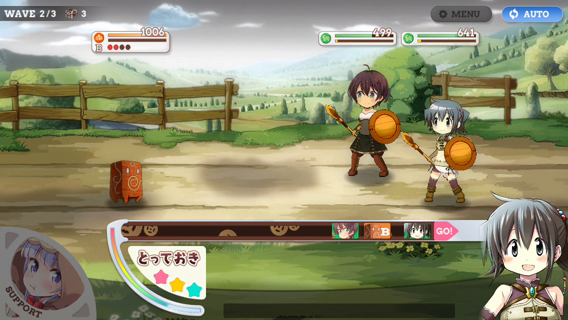 WAVE 2/3 3
MENU
AUTO
1006
B
499
641
B
GO!
とっておき
SUPPORT